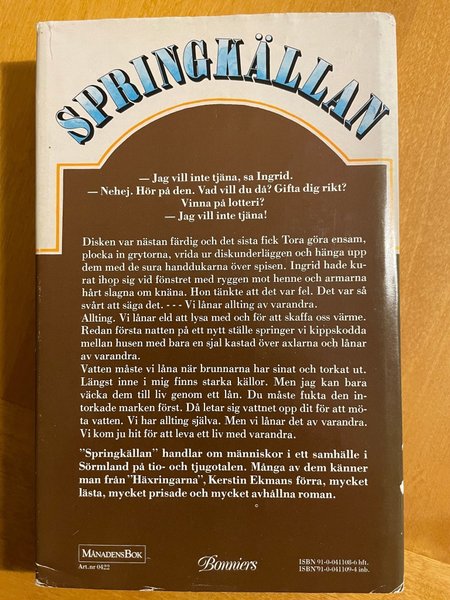 SPRINGKÄLLAN
— Jag vill inte tjäna, sa Ingrid.
— Nehej. Hör på den. Vad vill du då? Gifta dig rikt?
Vinna på lotteri?
— Jag vill inte tjäna!
Disken var nästan färdig och det sista fick Tora göra ensam,
plocka in grytorna, vrida ur diskunderläggen och hänga upp
dem med de sura handdukarna över spisen. Ingrid hade ku-
rat ihop sig vid fönstret med ryggen mot henne och armarna
hårt slagna om knäna. Hon tänkte att det var fel. Det var så
svårt att säga det. - - - Vi lånar allting av varandra.
Allting. Vi lånar eld att lysa med och för att skaffa oss värme.
Redan första natten på ett nytt ställe springer vi kippskodda
mellan husen med bara en sjal kastad över axlarna och lånar
av varandra.
Vatten måste vi låna när brunnarna har sinat och torkat ut.
Längst inne i mig finns starka källor. Men jag kan bara
väcka dem till liv genom ett lån. Du måste fukta den in-
torkade marken först. Då letar sig vattnet opp dit för att mö-
ta vatten. Vi har allting själva. Men vi lånar det av varandra.
Vi kom ju hit för att leva ett liv med varandra.
"Springkällan" handlar om människor i ett samhälle i
Sörmland på tio- och tjugotalen. Många av dem känner
man från "Häxringarna", Kerstin Ekmans förra, mycket
lästa, mycket prisade och mycket avhållna roman.
MÅNADENS BOK
Art.nr 0422
Bonniers
ISBN 91-0-041108-6 hft.
ISBN 91-0-041109-4 inb.